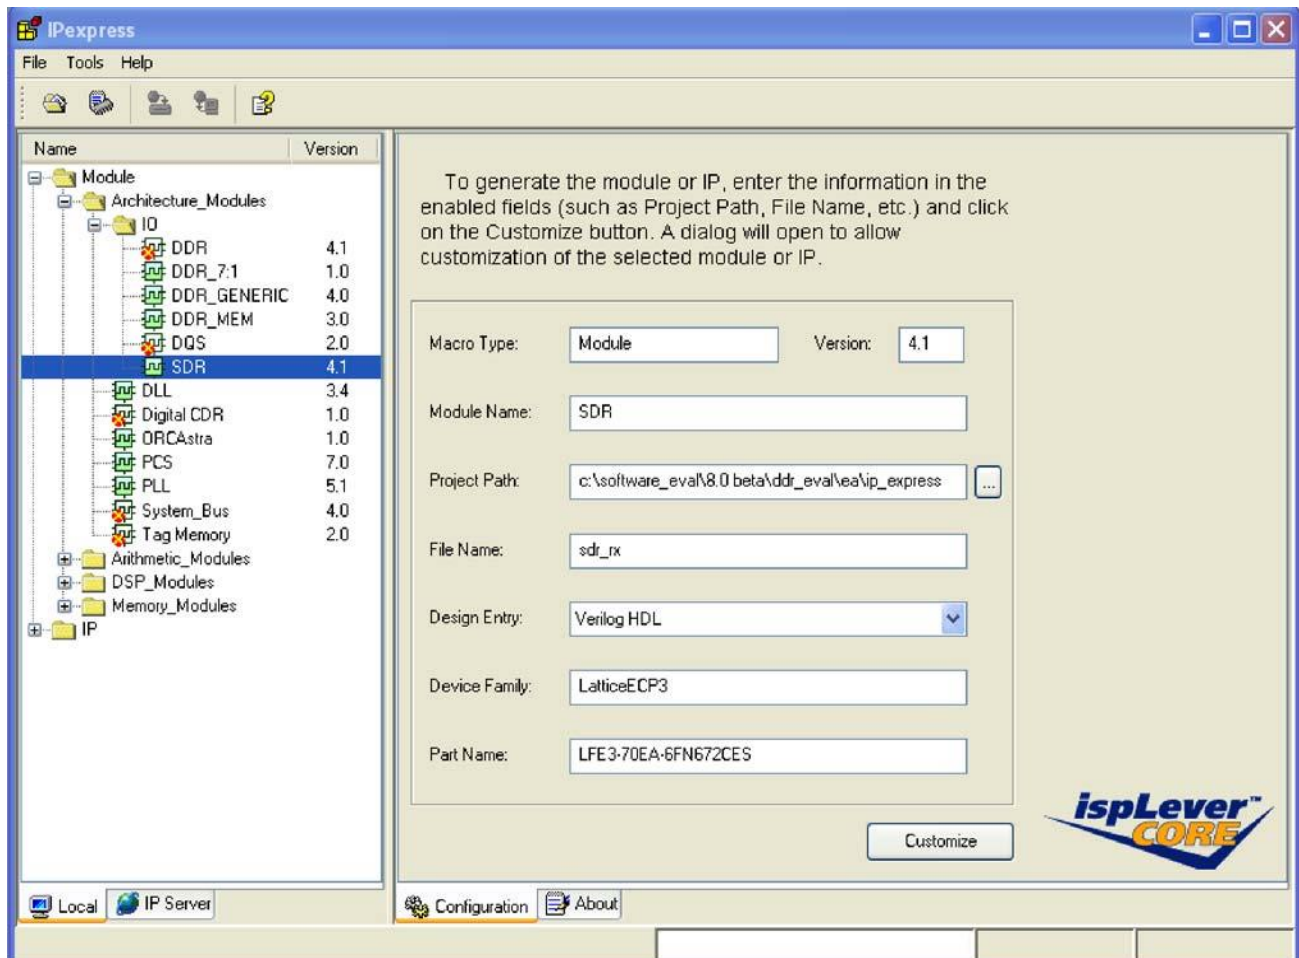 IPexpress
File Tools Help
Name Version
Module
Architecture_Modules
IO
DDR 4.1
DDR_7:1 1.0
DDR_GENERIC 4.0
DDR_MEM 3.0
DQS 2.0
SDR 4.1
DLL 3.4
Digital CDR 1.0
ORCAstra 1.0
PCS 7.0
PLL 5.1
System_Bus 4.0
Tag Memory 2.0
Arithmetic_Modules
DSP_Modules
Memory_Modules
IP
Local IP Server
To generate the module or IP, enter the information in the
enabled fields (such as Project Path, File Name, etc.) and click
on the Customize button. A dialog will open to allow
customization of the selected module or IP.
Macro Type: Module Version: 4.1
Module Name: SDR
Project Path: c:\software_eval\8.0 beta\ddr_eval\ea\ip_express ...
File Name: sdr_rx
Design Entry: Verilog HDL
Device Family: LatticeECP3
Part Name: LFE3-70EA-6FN672CES
Customize
ispLever™
CORE
Configuration About